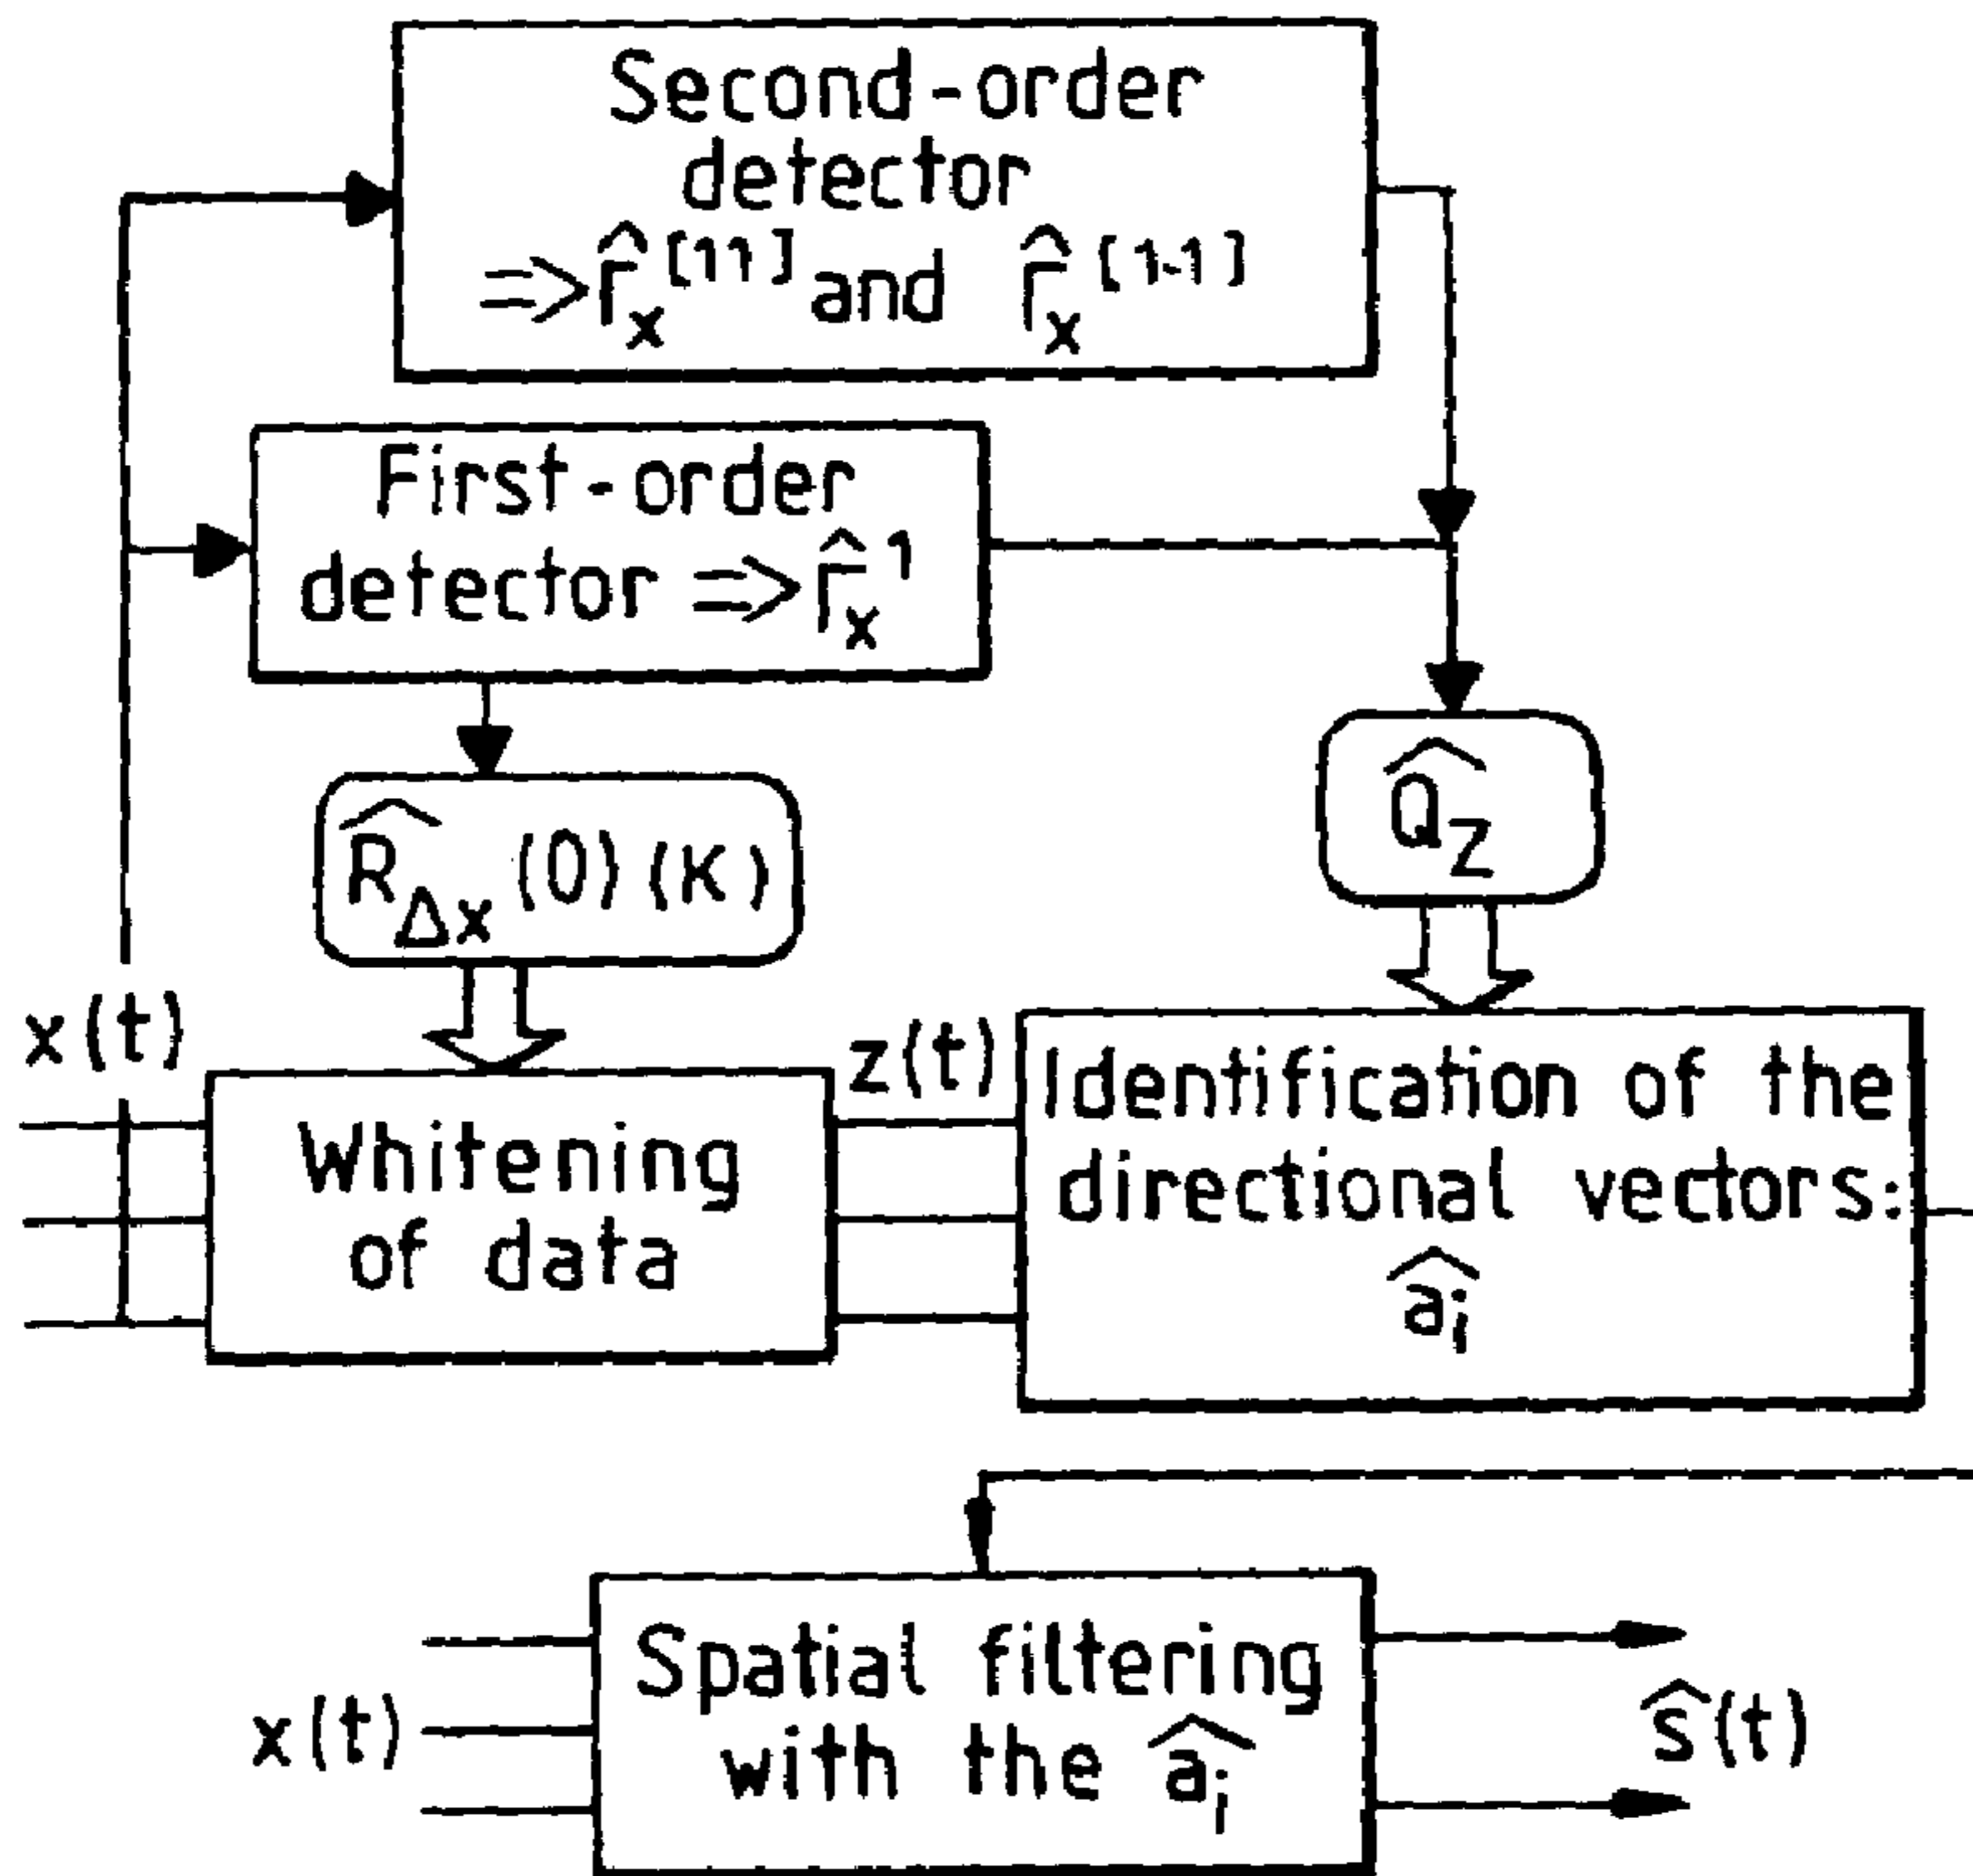 Second-order
detector
=> Γ̂x^[11] and Γ̂x^[1-1]
First-order
detector => Γ̂x^1
R̂Δx (0) (K)
Q̂Z
x(t)
z(t)
Whitening
of data
Identification of the
directional vectors:
âi
Spatial filtering
with the âi
x(t)
ŝ(t)